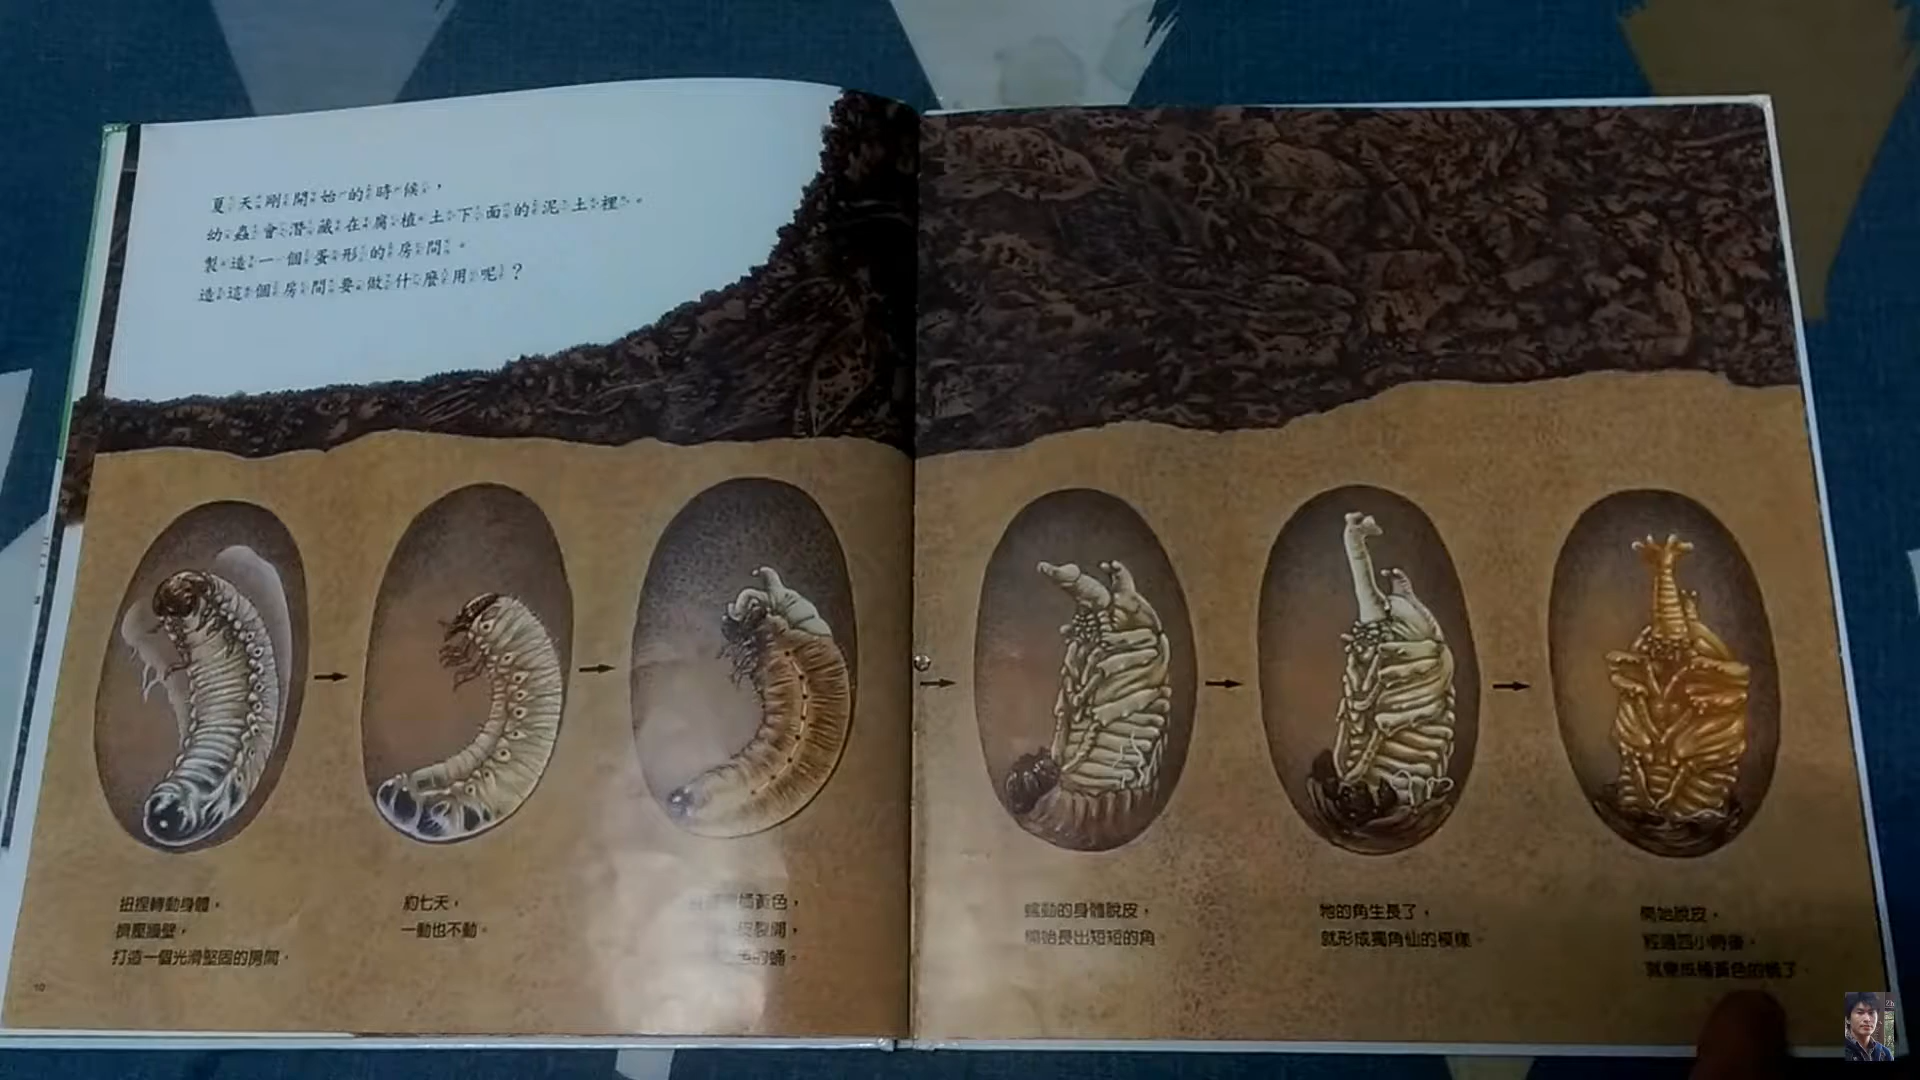 夏天剛開始的時候，
幼蟲會潛藏在腐植土下面的泥土裡。
製造一個蛋形的房間。
造這個房間要做什麼用呢？
扭捏轉動身體，
擠壓牆壁，
打造一個光滑堅固的房間。
約七天，
一動也不動。
橘黃色，
裂開，
的蛹。
蠕動的身體脫皮，
開始長出短短的角。
牠的角生長了，
就形成獨角仙的模樣。
開始脫皮，
經過四小時後，
就變成橘黃色的蛹了。
10